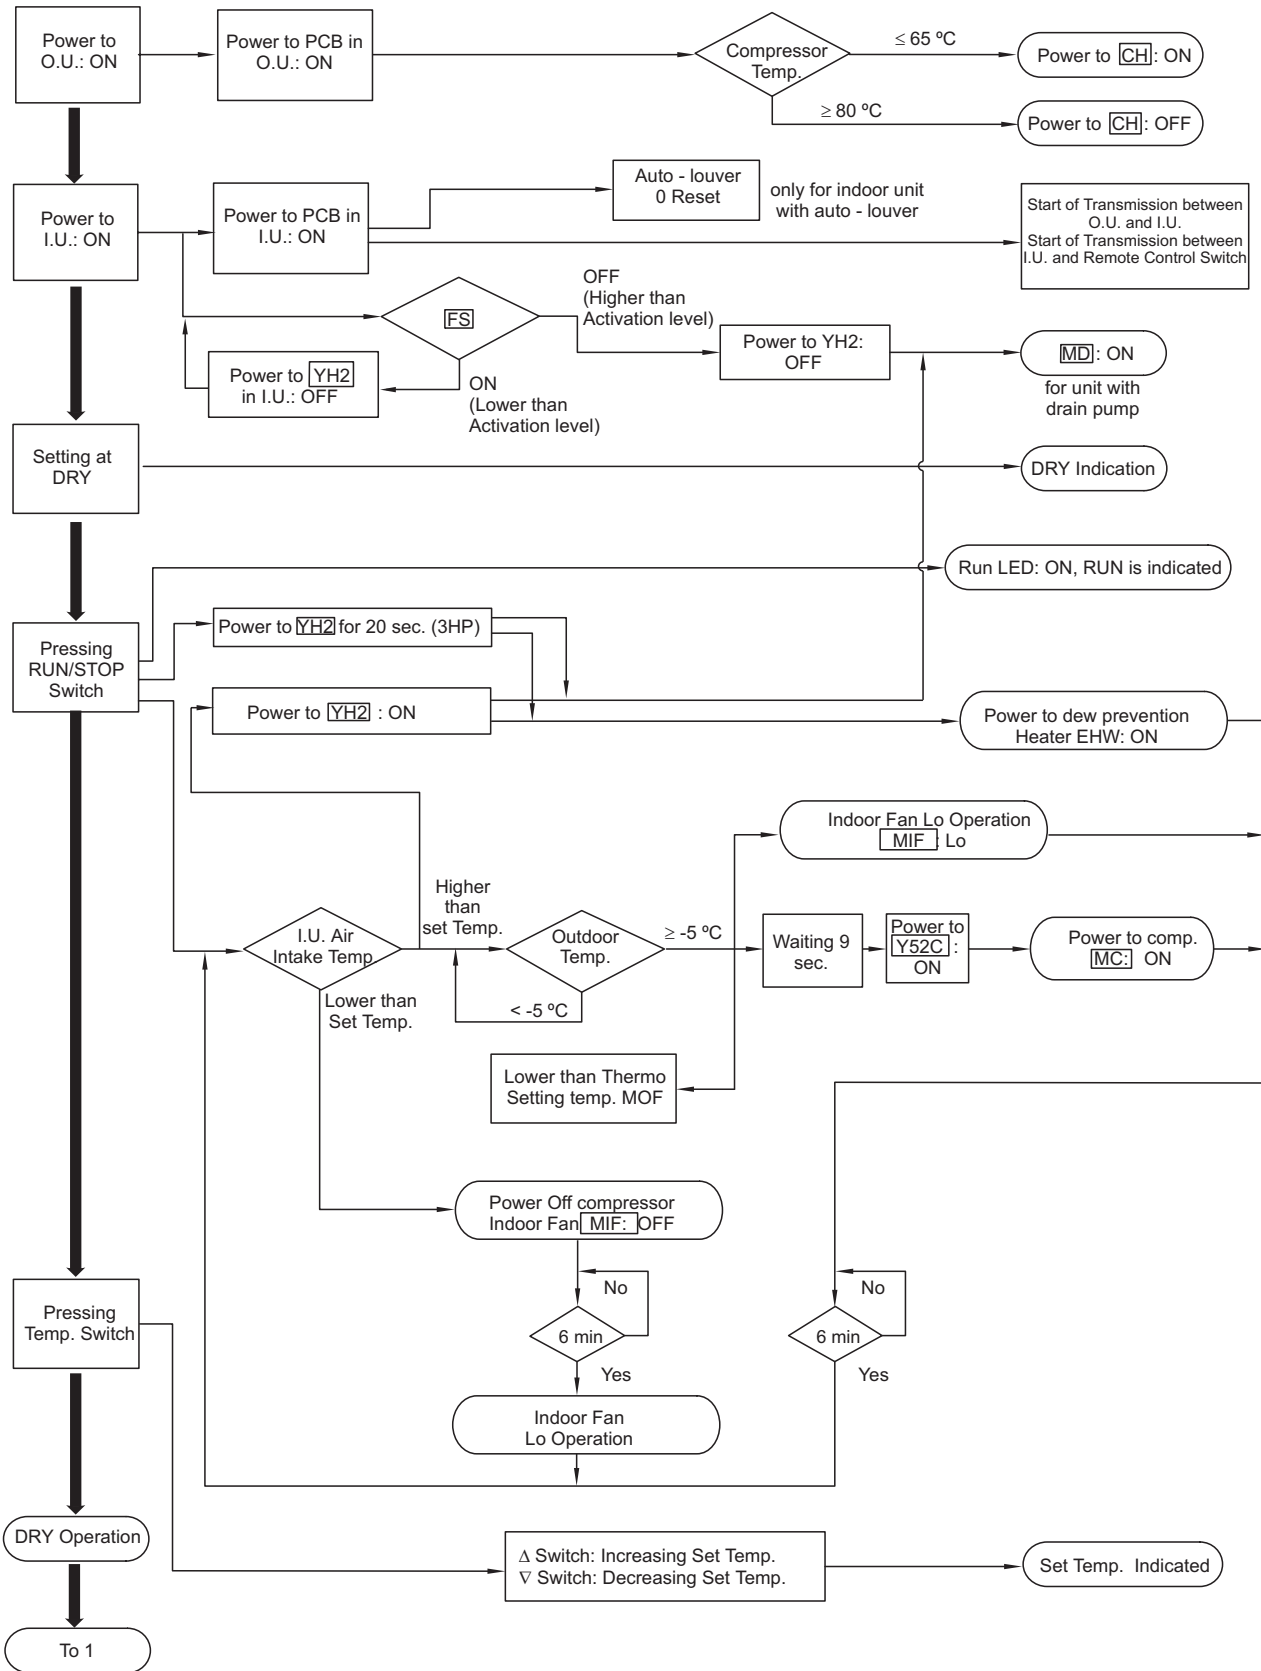 Power to
O.U.: ON
Power to PCB in
O.U.: ON
Compressor
Temp.
≤ 65 ºC
Power to CH : ON
≥ 80 ºC
Power to CH : OFF
Power to
I.U.: ON
Power to PCB in
I.U.: ON
Auto - louver
0 Reset
only for indoor unit
with auto - louver
Start of Transmission between
O.U. and I.U.
Start of Transmission between
I.U. and Remote Control Switch
FS
OFF
(Higher than
Activation level)
Power to YH2:
OFF
MD : ON
for unit with
drain pump
Power to YH2
in I.U.: OFF
ON
(Lower than
Activation level)
Setting at
DRY
DRY Indication
Run LED: ON, RUN is indicated
Pressing
RUN/STOP
Switch
Power to YH2 for 20 sec. (3HP)
Power to YH2 : ON
Power to dew prevention
Heater EHW: ON
Indoor Fan Lo Operation
MIF : Lo
I.U. Air
Intake Temp
Higher
than
set Temp.
Outdoor
Temp.
≥ -5 ºC
Waiting 9
sec.
Power to
Y52C :
ON
Power to comp.
MC: ON
Lower than
Set Temp.
< -5 ºC
Lower than Thermo
Setting temp. MOF
Power Off compressor
Indoor Fan MIF: OFF
No
6 min
Yes
No
6 min
Yes
Indoor Fan
Lo Operation
Pressing
Temp. Switch
DRY Operation
∆ Switch: Increasing Set Temp.
∇ Switch: Decreasing Set Temp.
Set Temp. Indicated
To 1